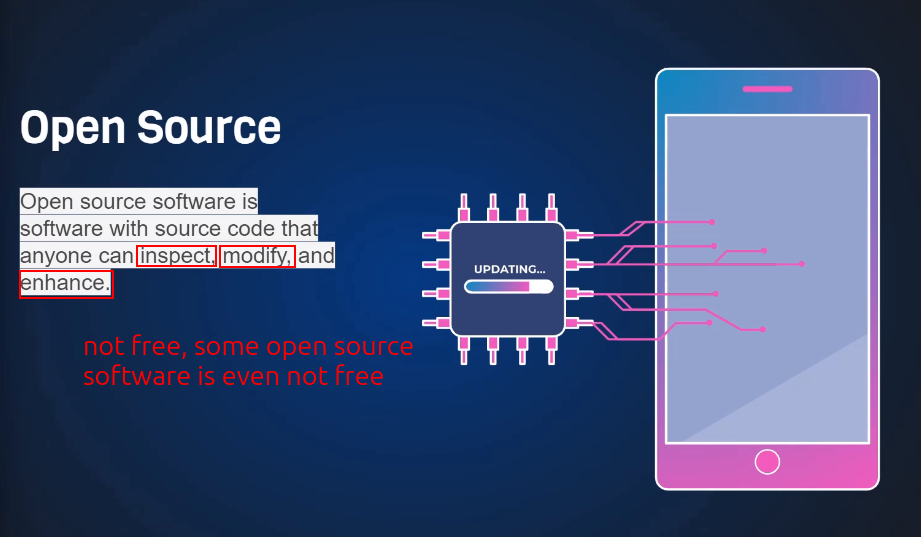 Open Source
Open source software is
software with source code that
anyone can inspect, modify, and
enhance.
UPDATING...
not free, some open source
software is even not free